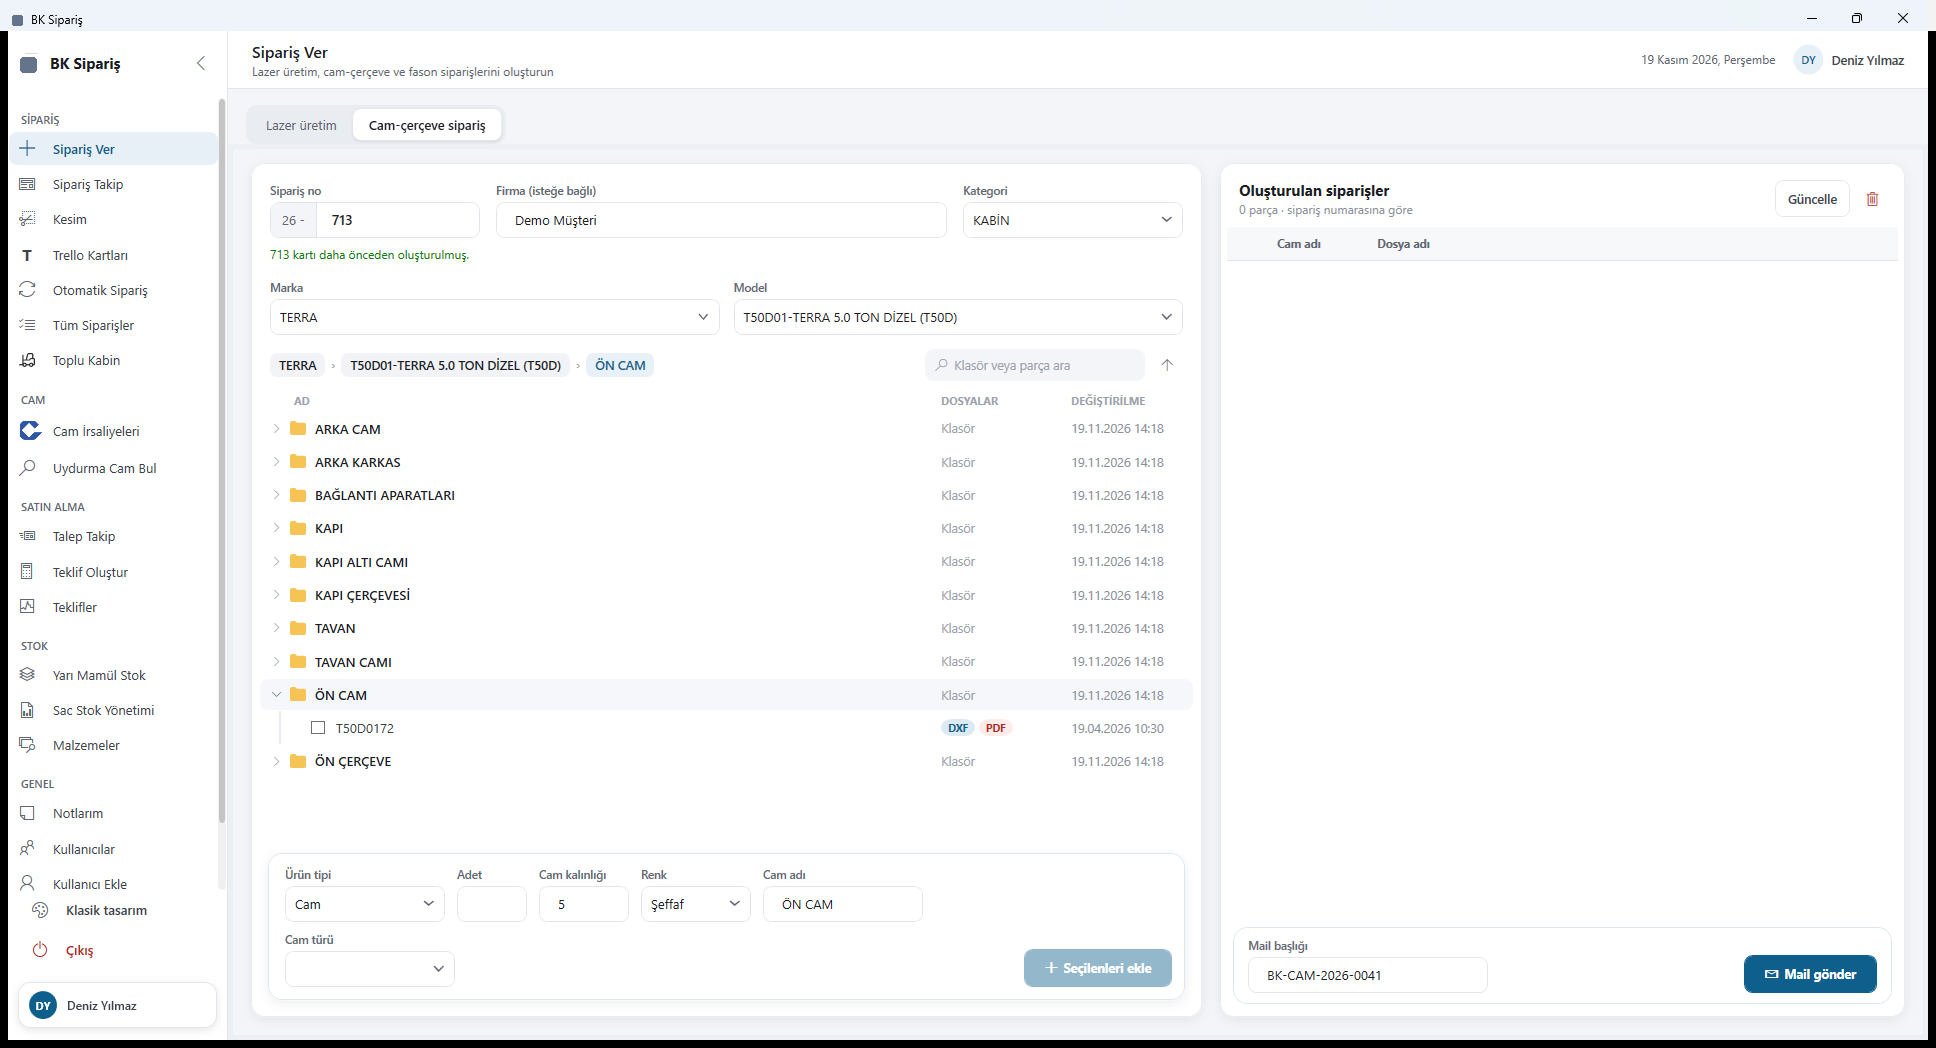 BK Sipariş
BK Sipariş
SİPARİŞ
Sipariş Ver
Sipariş Takip
Kesim
Trello Kartları
Otomatik Sipariş
Tüm Siparişler
Toplu Kabin
CAM
Cam İrsaliyeleri
Uydurma Cam Bul
SATIN ALMA
Talep Takip
Teklif Oluştur
Teklifler
STOK
Yarı Mamül Stok
Sac Stok Yönetimi
Malzemeler
GENEL
Notlarım
Kullanıcılar
Kullanıcı Ekle
Klasik tasarım
Çıkış
DY Deniz Yılmaz
Sipariş Ver
Lazer üretim, cam-çerçeve ve fason siparişlerini oluşturun
19 Kasım 2026, Perşembe DY Deniz Yılmaz
Lazer üretim Cam-çerçeve sipariş
Sipariş no Firma (isteğe bağlı) Kategori
26 - 713 Demo Müşteri KABİN
713 kartı daha önceden oluşturulmuş.
Marka Model
TERRA T50D01-TERRA 5.0 TON DİZEL (T50D)
TERRA › T50D01-TERRA 5.0 TON DİZEL (T50D) › ÖN CAM Klasör veya parça ara
AD DOSYALAR DEĞİŞTİRİLME
ARKA CAM Klasör 19.11.2026 14:18
ARKA KARKAS Klasör 19.11.2026 14:18
BAĞLANTI APARATLARI Klasör 19.11.2026 14:18
KAPI Klasör 19.11.2026 14:18
KAPI ALTI CAMI Klasör 19.11.2026 14:18
KAPI ÇERÇEVESİ Klasör 19.11.2026 14:18
TAVAN Klasör 19.11.2026 14:18
TAVAN CAMI Klasör 19.11.2026 14:18
ÖN CAM Klasör 19.11.2026 14:18
T50D0172 DXF PDF 19.04.2026 10:30
ÖN ÇERÇEVE Klasör 19.11.2026 14:18
Ürün tipi Adet Cam kalınlığı Renk Cam adı
Cam 5 Şeffaf ÖN CAM
Cam türü
Seçilenleri ekle
Oluşturulan siparişler
0 parça · sipariş numarasına göre
Güncelle
Cam adı Dosya adı
Mail başlığı
BK-CAM-2026-0041
Mail gönder